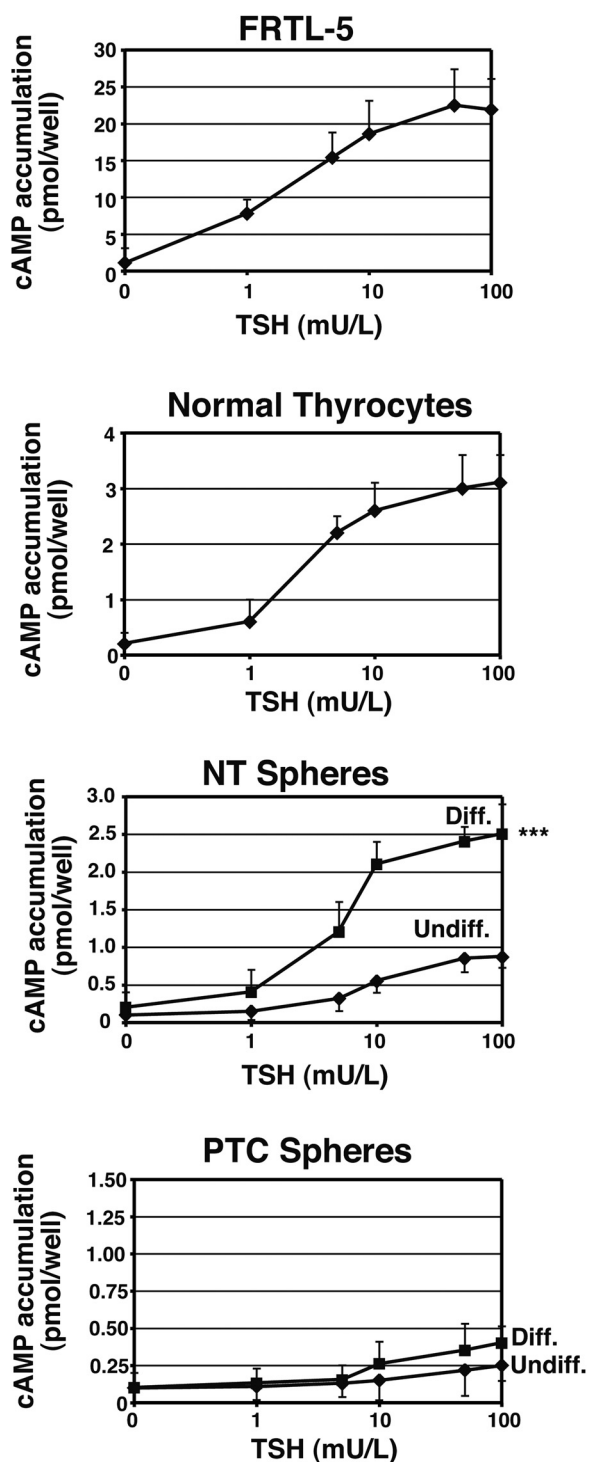 FRTL-5
cAMP accumulation
(pmol/well)
30
25
20
15
10
5
0
0 1 10 100
TSH (mU/L)
Normal Thyrocytes
cAMP accumulation
(pmol/well)
4
3
2
1
0
0 1 10 100
TSH (mU/L)
NT Spheres
cAMP accumulation
(pmol/well)
3.0
2.5
2.0
1.5
1.0
0.5
0
Diff.
***
Undiff.
0 1 10 100
TSH (mU/L)
PTC Spheres
cAMP accumulation
(pmol/well)
1.50
1.25
1.00
0.75
0.50
0.25
0
Diff.
Undiff.
0 1 10 100
TSH (mU/L)